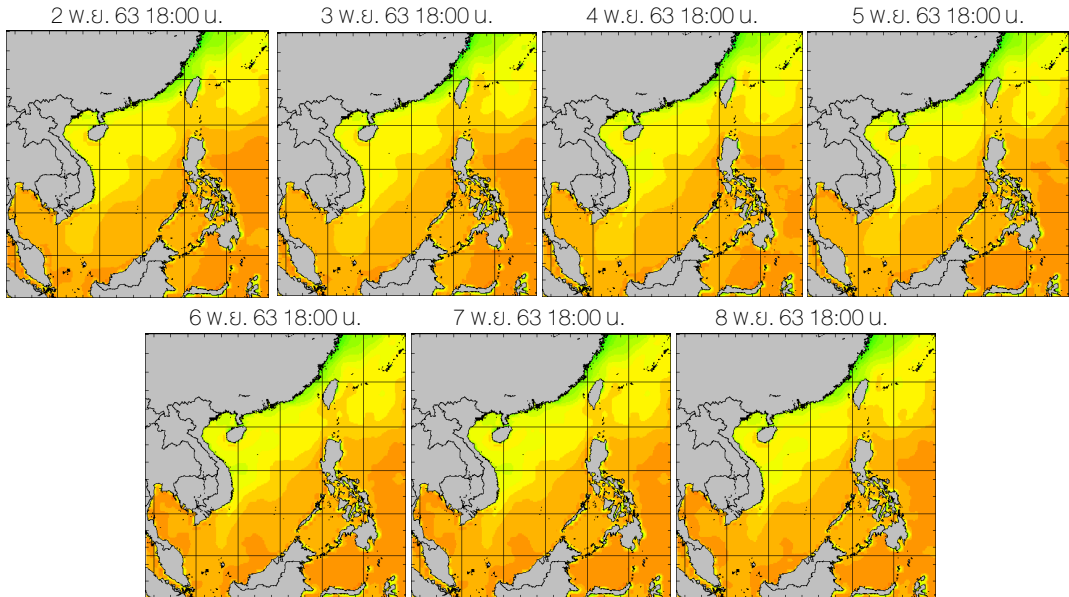 2 พ.ย. 63 18:00 น.
3 พ.ย. 63 18:00 น.
4 พ.ย. 63 18:00 น.
5 พ.ย. 63 18:00 น.
6 พ.ย. 63 18:00 น.
7 พ.ย. 63 18:00 น.
8 พ.ย. 63 18:00 น.